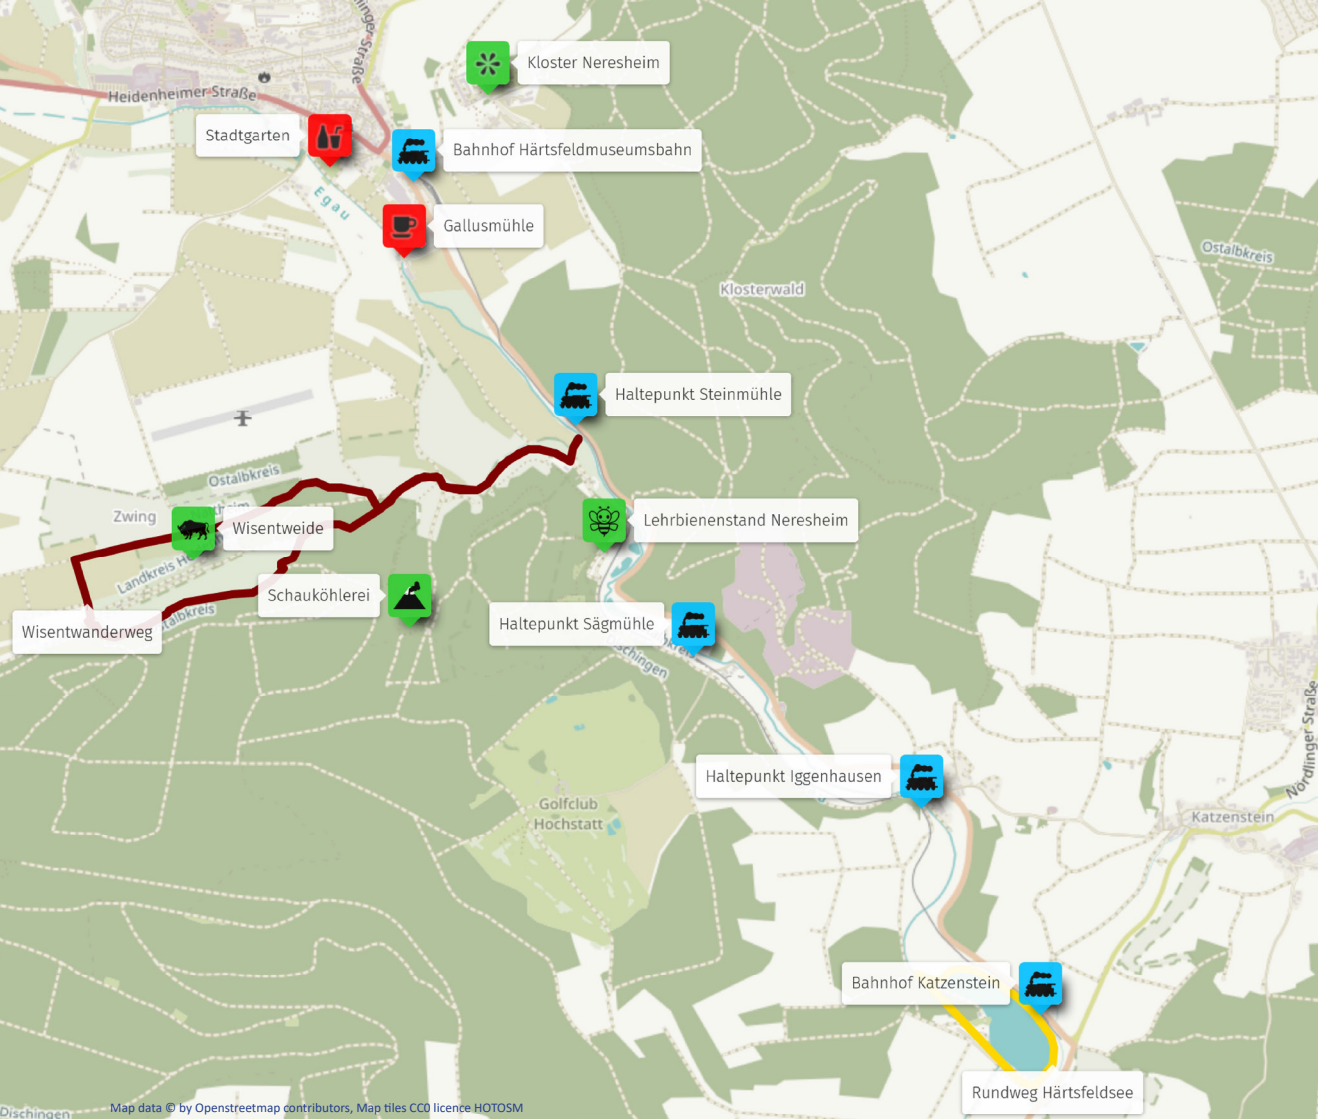 Kloster Neresheim
Heidenheimer Straße
Stadtgarten
Bahnhof Härtsfeldmuseumsbahn
Egau
Gallusmühle
Ostalbkreis
Klosterwald
Haltepunkt Steinmühle
Ostalbkreis
Zwing
Wisentweide
Lehrbienenstand Neresheim
Schauköhlerei
Haltepunkt Sägmühle
Wisentwanderweg
Nördlinger Straße
Haltepunkt Iggenhausen
Golfclub
Hochstatt
Katzenstein
Bahnhof Katzenstein
Rundweg Härtsfeldsee
Dischingen
Map data © by Openstreetmap contributors, Map tiles CC0 licence HOTOSM